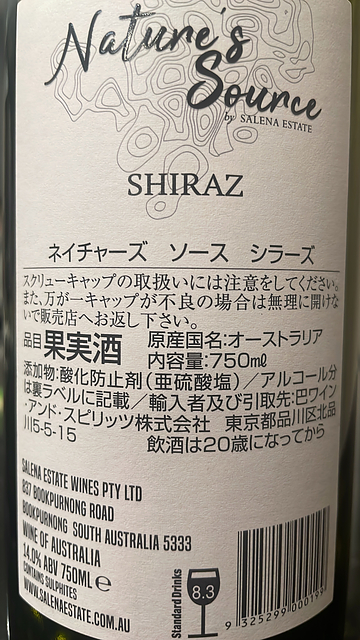 Nature's
Source
by SALENA ESTATE
SHIRAZ
ネイチャーズ ソース シラーズ
スクリューキャップの取扱いには注意をしてください。
また、万が一キャップが不良の場合は無理に開けな
いで販売店へお返し下さい。
品目果実酒 原産国名:オーストラリア
内容量:750mℓ
添加物:酸化防止剤(亜硫酸塩)/アルコール分
は裏ラベルに記載/輸入者及び引取先:巴ワイン
・アンド・スピリッツ株式会社 東京都品川区北品
川5-5-15 飲酒は20歳になってから
SALENA ESTATE WINES PTY LTD
837 BOOKPURNONG ROAD
BOOKPURNONG SOUTH AUSTRALIA 5333
WINE OF AUSTRALIA
14.0% ABV 750ML ℮
CONTAINS SULPHITES
WWW.SALENAESTATE.COM.AU
Standard Drinks
8.3
9 325299 000199